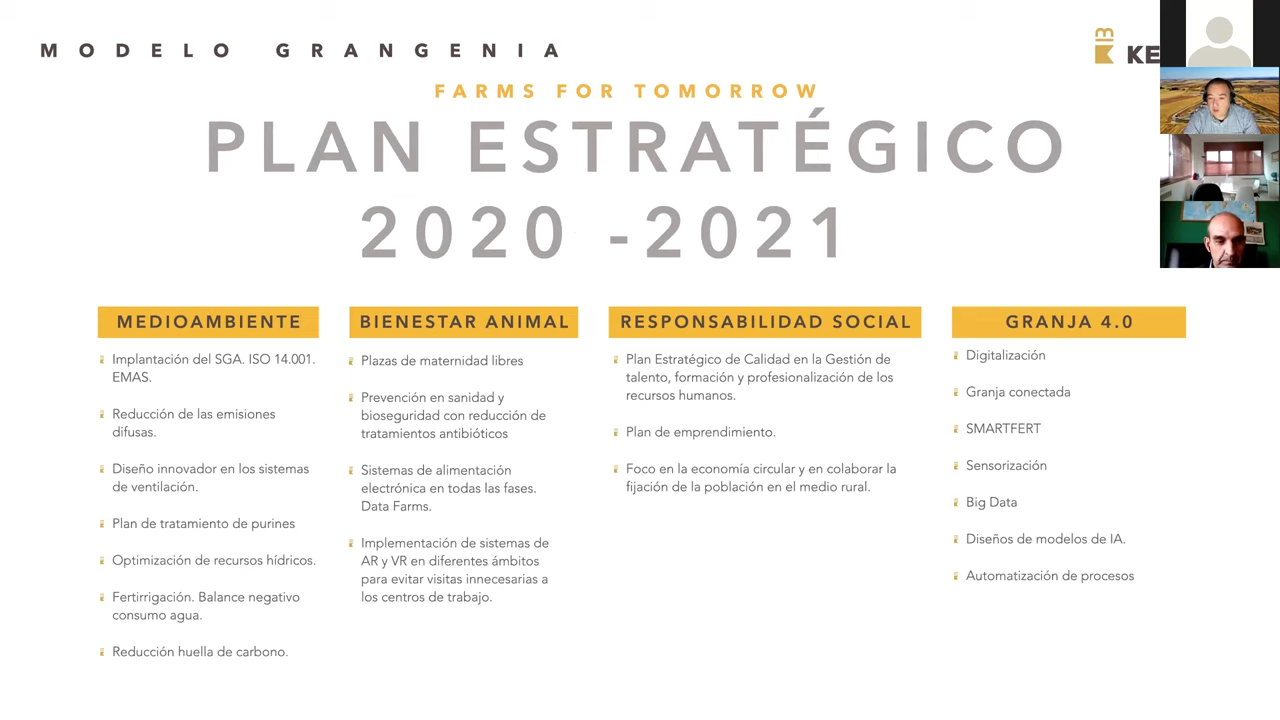 MODELO GRANGENIA
KE
FARMS FOR TOMORROW
PLAN ESTRATÉGICO
2020 -2021
MEDIOAMBIENTE
Implantación del SGA. ISO 14.001.
EMAS.
Reducción de las emisiones
difusas.
Diseño innovador en los sistemas
de ventilación.
Plan de tratamiento de purines
Optimización de recursos hídricos.
Fertirrigación. Balance negativo
consumo agua.
Reducción huella de carbono.
BIENESTAR ANIMAL
Plazas de maternidad libres
Prevención en sanidad y
bioseguridad con reducción de
tratamientos antibióticos
Sistemas de alimentación
electrónica en todas las fases.
Data Farms.
Implementación de sistemas de
AR y VR en diferentes ámbitos
para evitar visitas innecesarias a
los centros de trabajo.
RESPONSABILIDAD SOCIAL
Plan Estratégico de Calidad en la Gestión de
talento, formación y profesionalización de los
recursos humanos.
Plan de emprendimiento.
Foco en la economía circular y en colaborar la
fijación de la población en el medio rural.
GRANJA 4.0
Digitalización
Granja conectada
SMARTFERT
Sensorización
Big Data
Diseños de modelos de IA.
Automatización de procesos